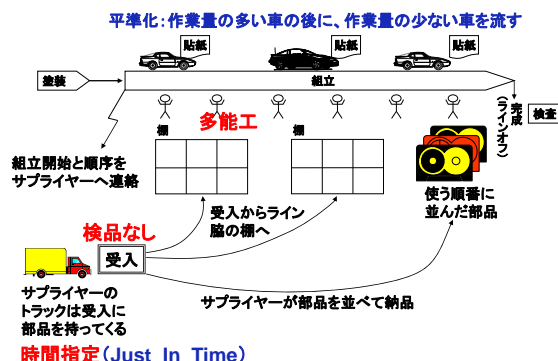 平準化：作業量の多い車の後に、作業量の少ない車を流す
貼紙
貼紙
貼紙
塗装
組立
完成
(ラインオフ)
検査
多能工
棚
棚
組立開始と順序を
サプライヤーへ連絡
使う順番に
並んだ部品
受入からライン
脇の棚へ
検品なし
受入
サプライヤーの
トラックは受入に
部品を持ってくる
サプライヤーが部品を並べて納品
時間指定(Just In Time)